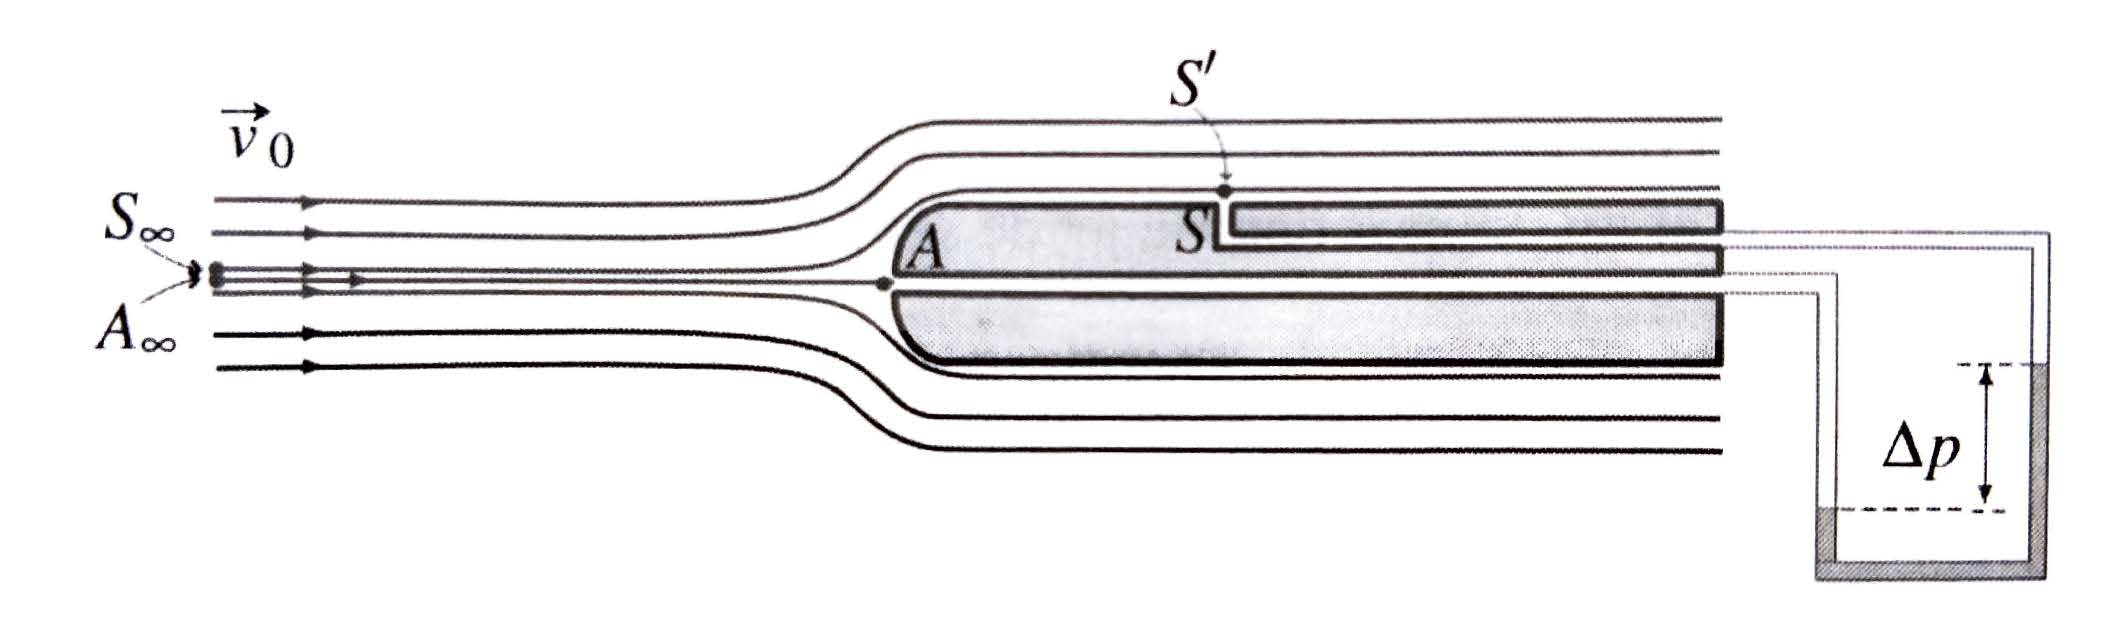 S′
v⃗₀
S∞
A
S
A∞
Δp